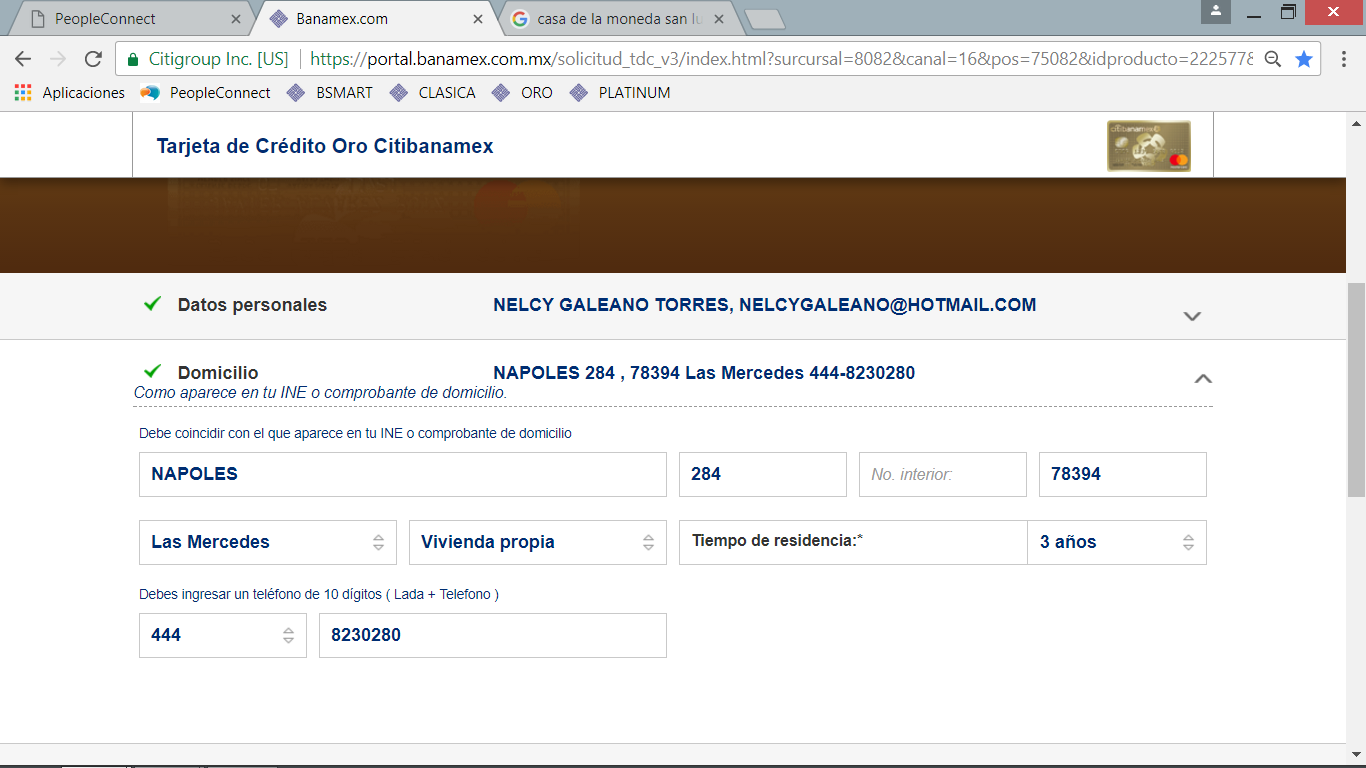 PeopleConnect
Banamex.com
casa de la moneda san lu
Citigroup Inc. [US] https://portal.banamex.com.mx/solicitud_tdc_v3/index.html?sursursal=8082&canal=16&pos=75082&idproducto=222577&
Aplicaciones PeopleConnect BSMART CLASICA ORO PLATINUM
Tarjeta de Crédito Oro Citibanamex
citibanamex
Datos personales NELCY GALEANO TORRES, NELCYGALEANO@HOTMAIL.COM
Domicilio NAPOLES 284 , 78394 Las Mercedes 444-8230280
Como aparece en tu INE o comprobante de domicilio.
Debe coincidir con el que aparece en tu INE o comprobante de domicilio
NAPOLES 284 No. interior: 78394
Las Mercedes Vivienda propia Tiempo de residencia:* 3 años
Debes ingresar un teléfono de 10 dígitos ( Lada + Telefono )
444 8230280